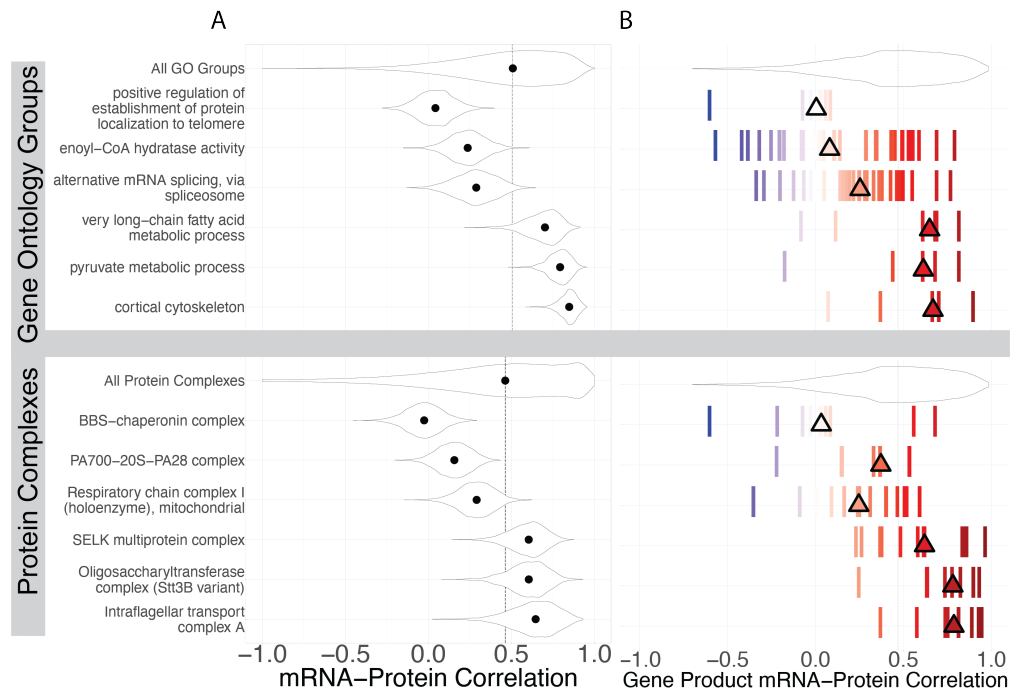 A
B
Gene Ontology Groups
All GO Groups
positive regulation of
establishment of protein
localization to telomere
enoyl−CoA hydratase activity
alternative mRNA splicing, via
spliceosome
very long−chain fatty acid
metabolic process
pyruvate metabolic process
cortical cytoskeleton
Protein Complexes
All Protein Complexes
BBS−chaperonin complex
PA700−20S−PA28 complex
Respiratory chain complex I
(holoenzyme), mitochondrial
SELK multiprotein complex
Oligosaccharyltransferase
complex (Stt3B variant)
Intraflagellar transport
complex A
−1.0 −0.5 0.0 0.5 1.0
mRNA−Protein Correlation
−1.0 −0.5 0.0 0.5 1.0
Gene Product mRNA−Protein Correlation